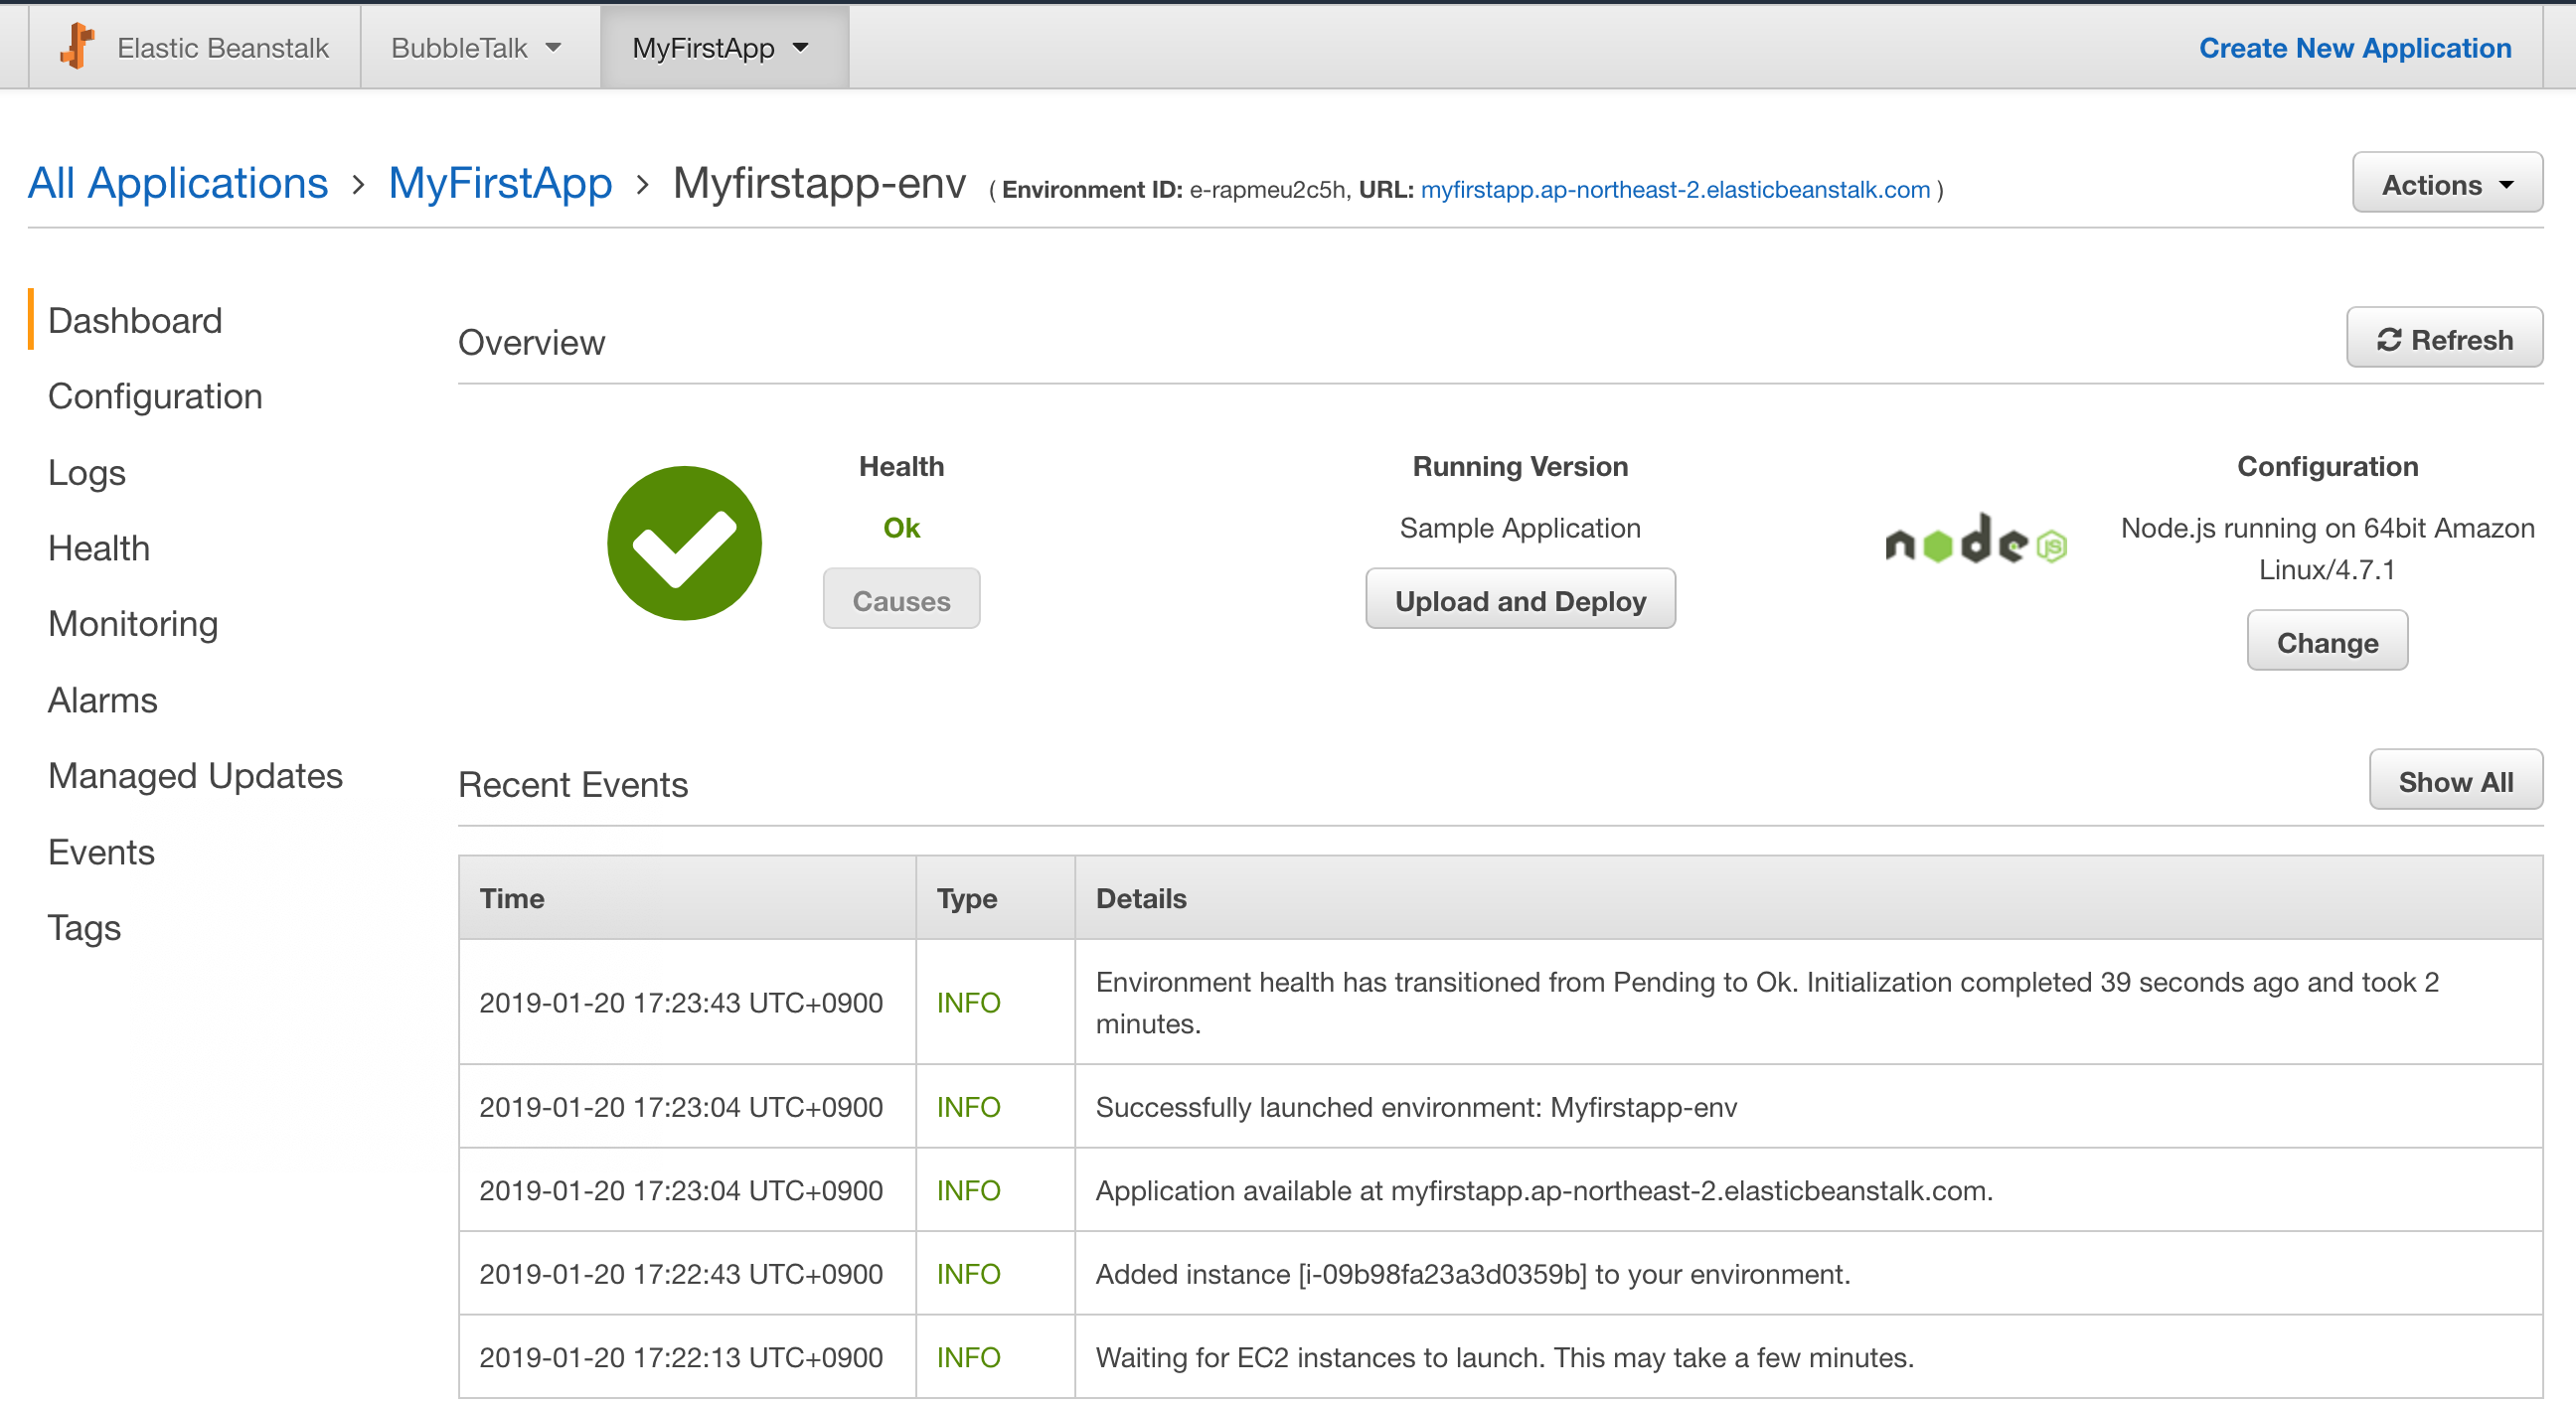 Elastic Beanstalk
BubbleTalk
MyFirstApp
Create New Application
All Applications › MyFirstApp › Myfirstapp-env ( Environment ID: e-rapmeu2c5h, URL: myfirstapp.ap-northeast-2.elasticbeanstalk.com )
Actions
Dashboard
Configuration
Logs
Health
Monitoring
Alarms
Managed Updates
Events
Tags
Overview
Refresh
Health
Ok
Causes
Running Version
Sample Application
Upload and Deploy
node JS
Configuration
Node.js running on 64bit Amazon
Linux/4.7.1
Change
Recent Events
Show All
Time Type Details
2019-01-20 17:23:43 UTC+0900 INFO Environment health has transitioned from Pending to Ok. Initialization completed 39 seconds ago and took 2
minutes.
2019-01-20 17:23:04 UTC+0900 INFO Successfully launched environment: Myfirstapp-env
2019-01-20 17:23:04 UTC+0900 INFO Application available at myfirstapp.ap-northeast-2.elasticbeanstalk.com.
2019-01-20 17:22:43 UTC+0900 INFO Added instance [i-09b98fa23a3d0359b] to your environment.
2019-01-20 17:22:13 UTC+0900 INFO Waiting for EC2 instances to launch. This may take a few minutes.